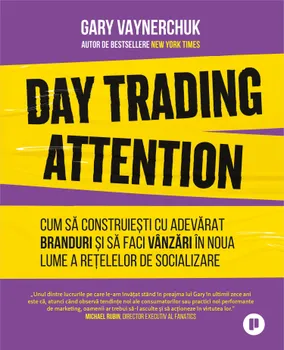 GARY VAYNERCHUK
AUTOR DE BESTSELLERE NEW YORK TIMES
DAY TRADING
ATTENTION
CUM SĂ CONSTRUIEȘTI CU ADEVĂRAT
BRANDURI ȘI SĂ FACI VÂNZĂRI ÎN NOUA
LUME A REȚELELOR DE SOCIALIZARE
„Unul dintre lucrurile pe care le-am învățat stând în preajma lui Gary în ultimii zece ani
este că, atunci când observă tendințe noi ale consumatorilor sau practici noi performante
de marketing, oamenii ar trebui să-l asculte și să acționeze în virtutea lor.”
MICHAEL RUBIN, DIRECTOR EXECUTIV AL FANATICS